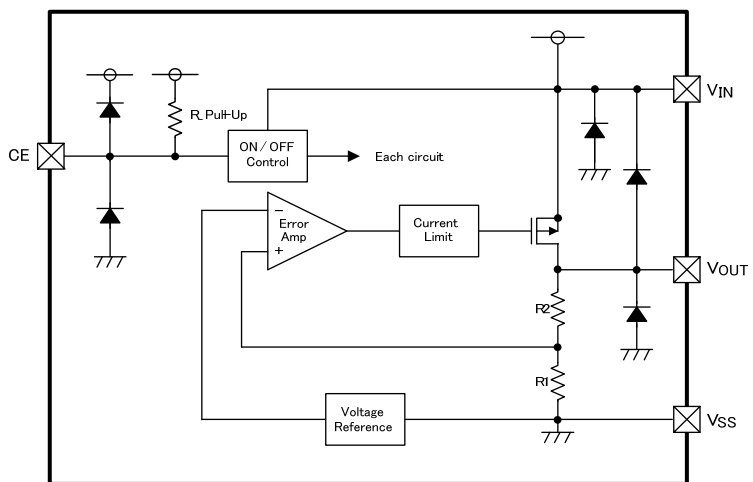 R_Pull-Up
VIN
CE
ON/OFF
Control
Each circuit
−
Error
Amp
+
Current
Limit
VOUT
R2
R1
Voltage
Reference
VSS